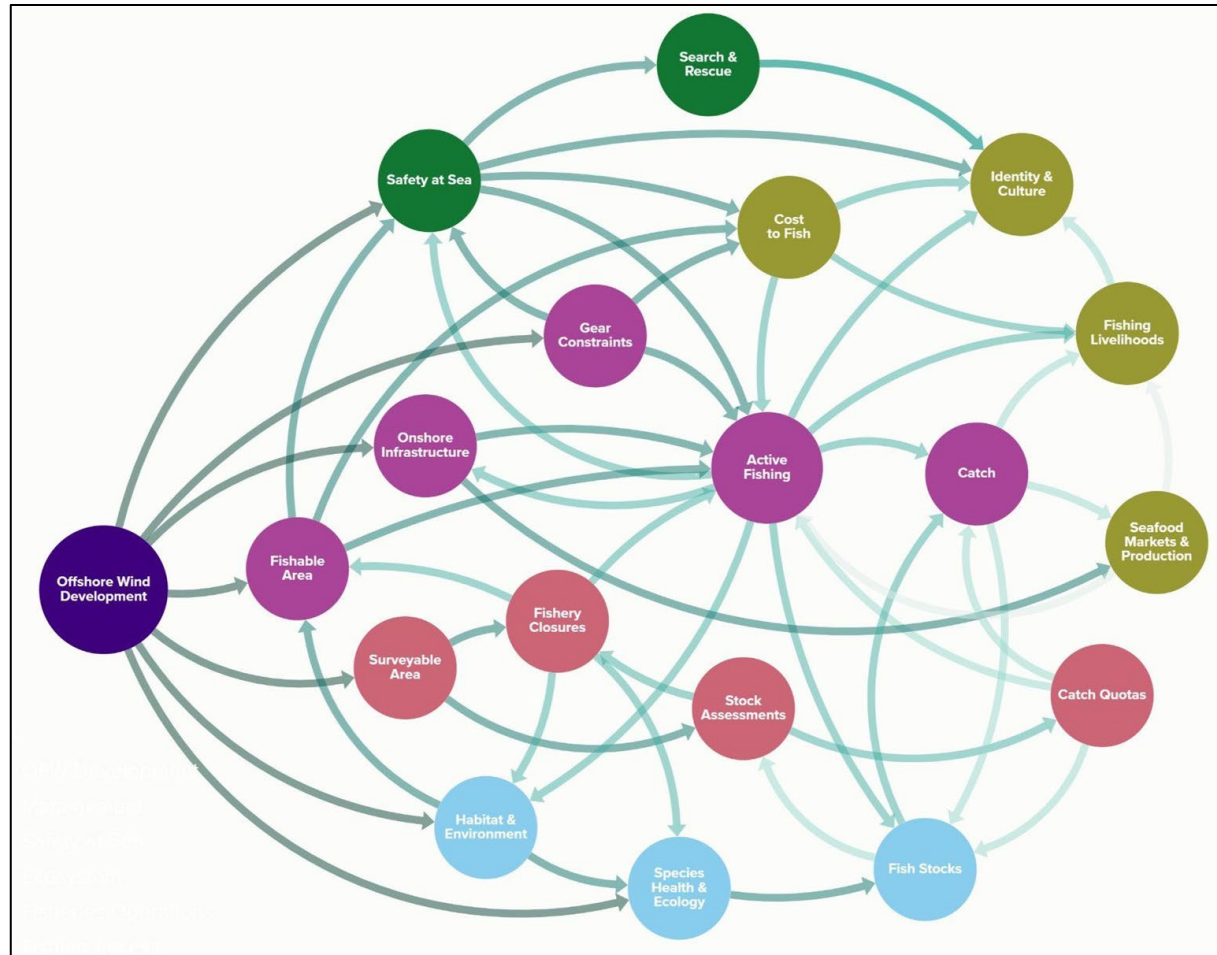 Search &
Rescue
Safety at Sea
Identity &
Culture
Cost
to Fish
Gear
Constraints
Fishing
Livelihoods
Onshore
Infrastructure
Active
Fishing
Catch
Seafood
Markets &
Production
Offshore Wind
Development
Fishable
Area
Fishery
Closures
Surveyable
Area
Stock
Assessments
Catch Quotas
Habitat &
Environment
Species
Health &
Ecology
Fish Stocks